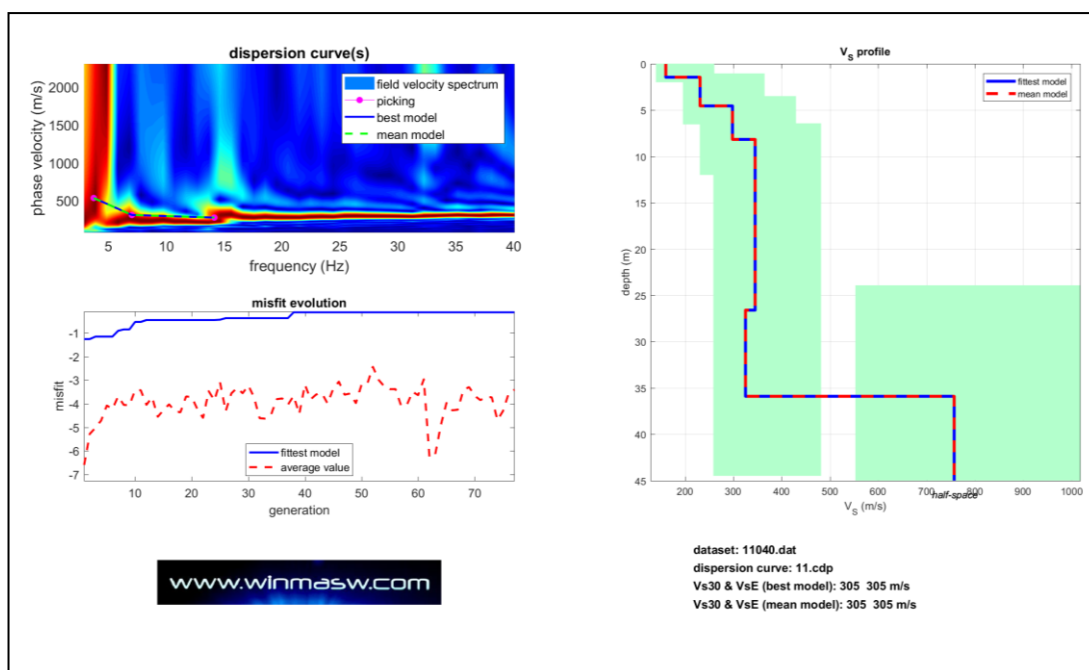 dispersion curve(s)
phase velocity (m/s)
2000
1500
1000
500
field velocity spectrum
picking
best model
mean model
5 10 15 20 25 30 35 40
frequency (Hz)
misfit evolution
misfit
-1
-2
-3
-4
-5
-6
-7
fittest model
average value
10 20 30 40 50 60 70
generation
www.winmasw.com
VS profile
depth (m)
0
5
10
15
20
25
30
35
40
45
fittest model
mean model
200 300 400 500 600 700 800 900 1000
half-space
VS (m/s)
dataset: 11040.dat
dispersion curve: 11.cdp
Vs30 & VsE (best model): 305 305 m/s
Vs30 & VsE (mean model): 305 305 m/s